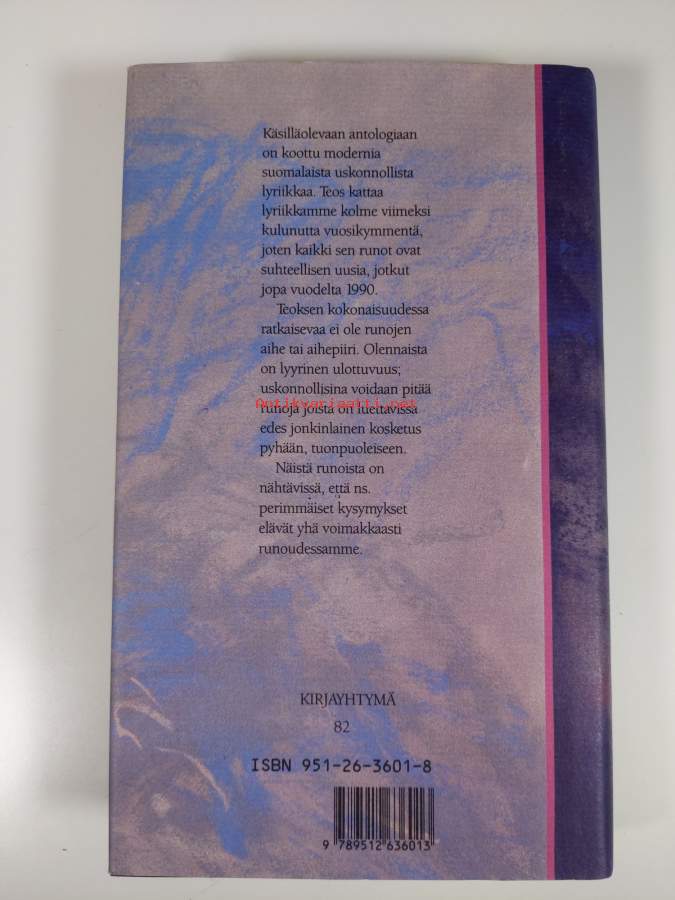 Käsilläolevaan antologiaan
on koottu modernia
suomalaista uskonnollista
lyriikkaa. Teos kattaa
lyriikkamme kolme viimeksi
kulunutta vuosikymmentä,
joten kaikki sen runot ovat
suhteellisen uusia, jotkut
jopa vuodelta 1990.
Teoksen kokonaisuudessa
ratkaisevaa ei ole runojen
aihe tai aihepiiri. Olennaista
on lyyrinen ulottuvuus;
uskonnollisina voidaan pitää
Antikvariaatti.net
runoja joista on luettavissa
edes jonkinlainen kosketus
pyhään, tuonpuoleiseen.
Näistä runoista on
nähtävissä, että ns.
perimmäiset kysymykset
elävät yhä voimakkaasti
runoudessamme.
KIRJAYHTYMÄ
82
ISBN 951-26-3601-8
9 789512 636013